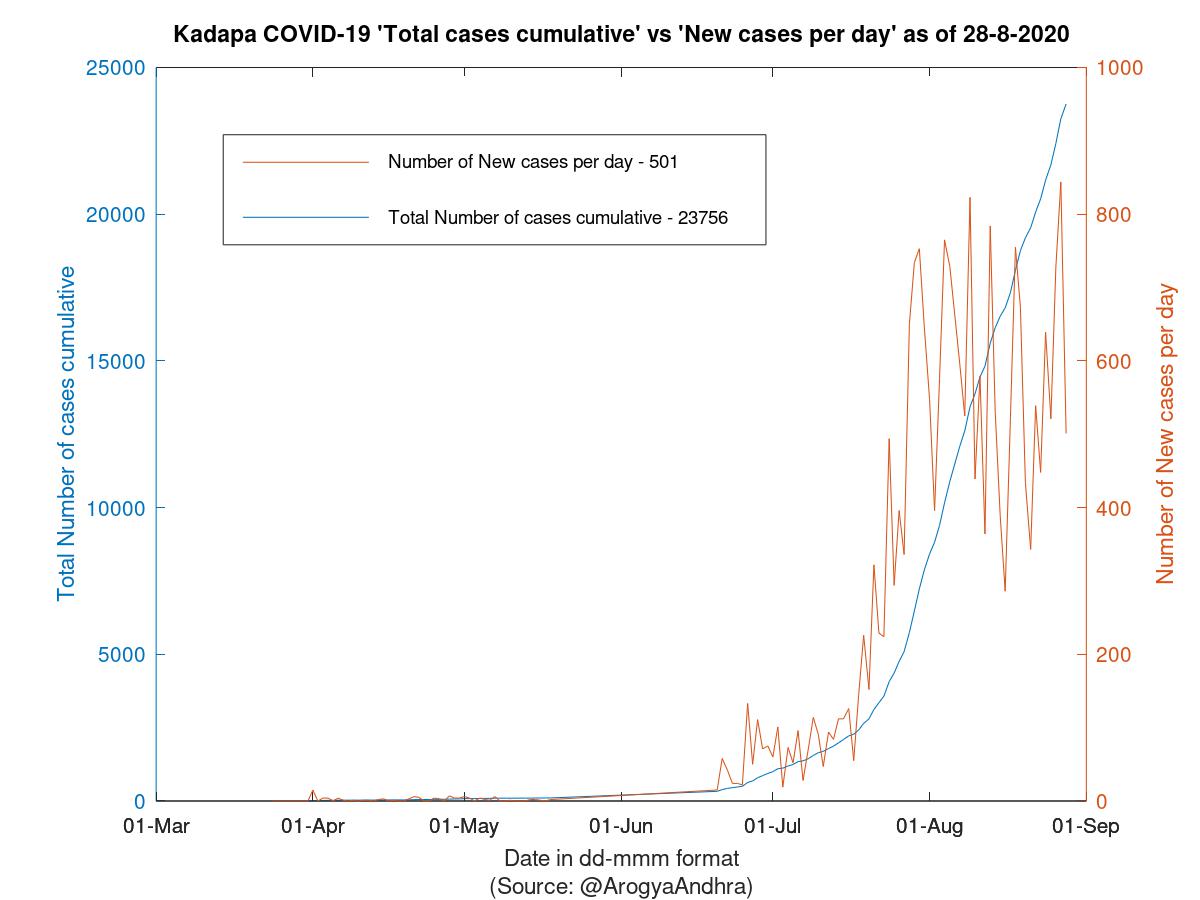 Kadapa COVID-19 'Total cases cumulative' vs 'New cases per day' as of 28-8-2020
25000
20000
15000
10000
5000
0
Total Number of cases cumulative
Number of New cases per day - 501
Total Number of cases cumulative - 23756
1000
800
600
400
200
0
Number of New cases per day
01-Mar 01-Apr 01-May 01-Jun 01-Jul 01-Aug 01-Sep
Date in dd-mmm format
(Source: @ArogyaAndhra)